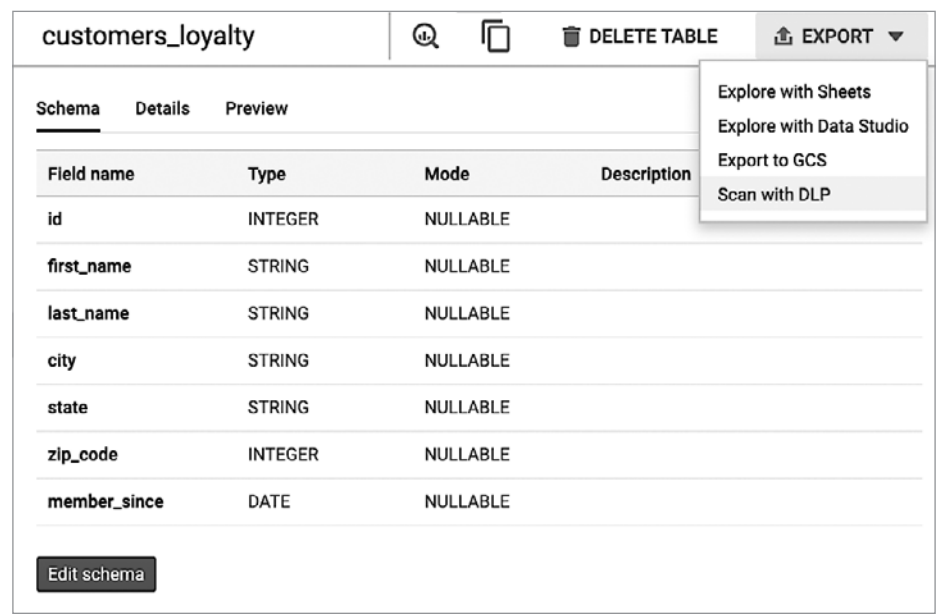 customers_loyalty DELETE TABLE EXPORT
Explore with Sheets
Explore with Data Studio
Export to GCS
Scan with DLP
Schema Details Preview
Field name Type Mode Description
id INTEGER NULLABLE
first_name STRING NULLABLE
last_name STRING NULLABLE
city STRING NULLABLE
state STRING NULLABLE
zip_code INTEGER NULLABLE
member_since DATE NULLABLE
Edit schema